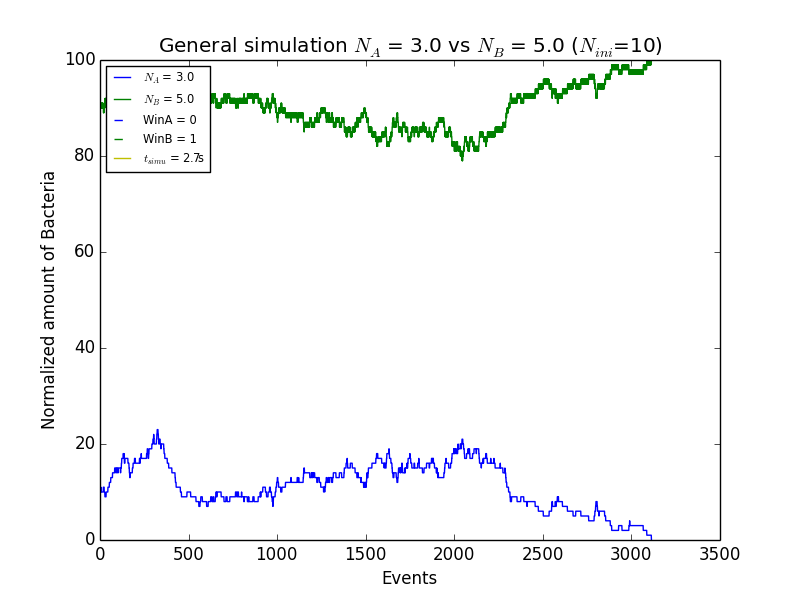 General simulation N_A = 3.0 vs N_B = 5.0 (N_ini=10)
100
80
60
40
20
0
Normalized amount of Bacteria
N_A = 3.0
N_B = 5.0
WinA = 0
WinB = 1
t_simu = 2.7s
0 500 1000 1500 2000 2500 3000 3500
Events